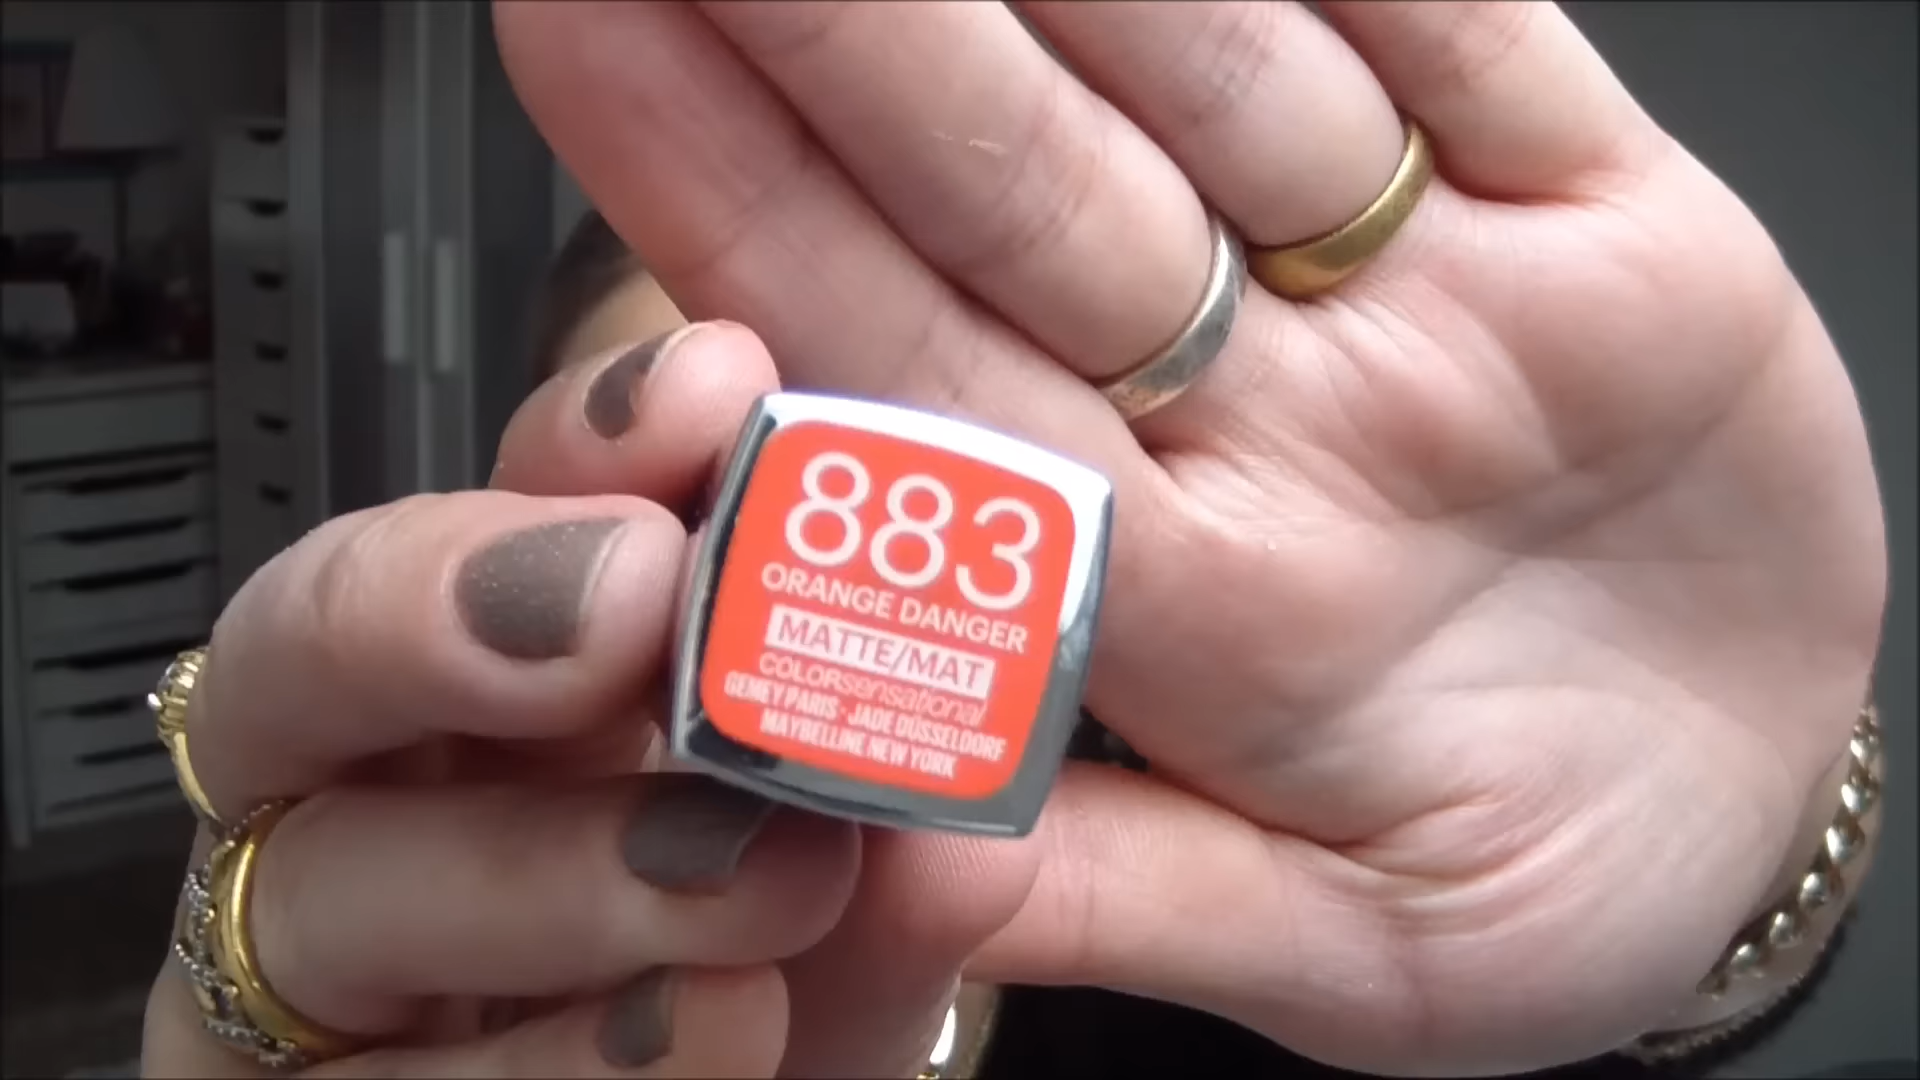 883
ORANGE DANGER
MATTE/MAT
COLORsensational
GEMEY PARIS · JADE DÜSSELDORF
MAYBELLINE NEW YORK